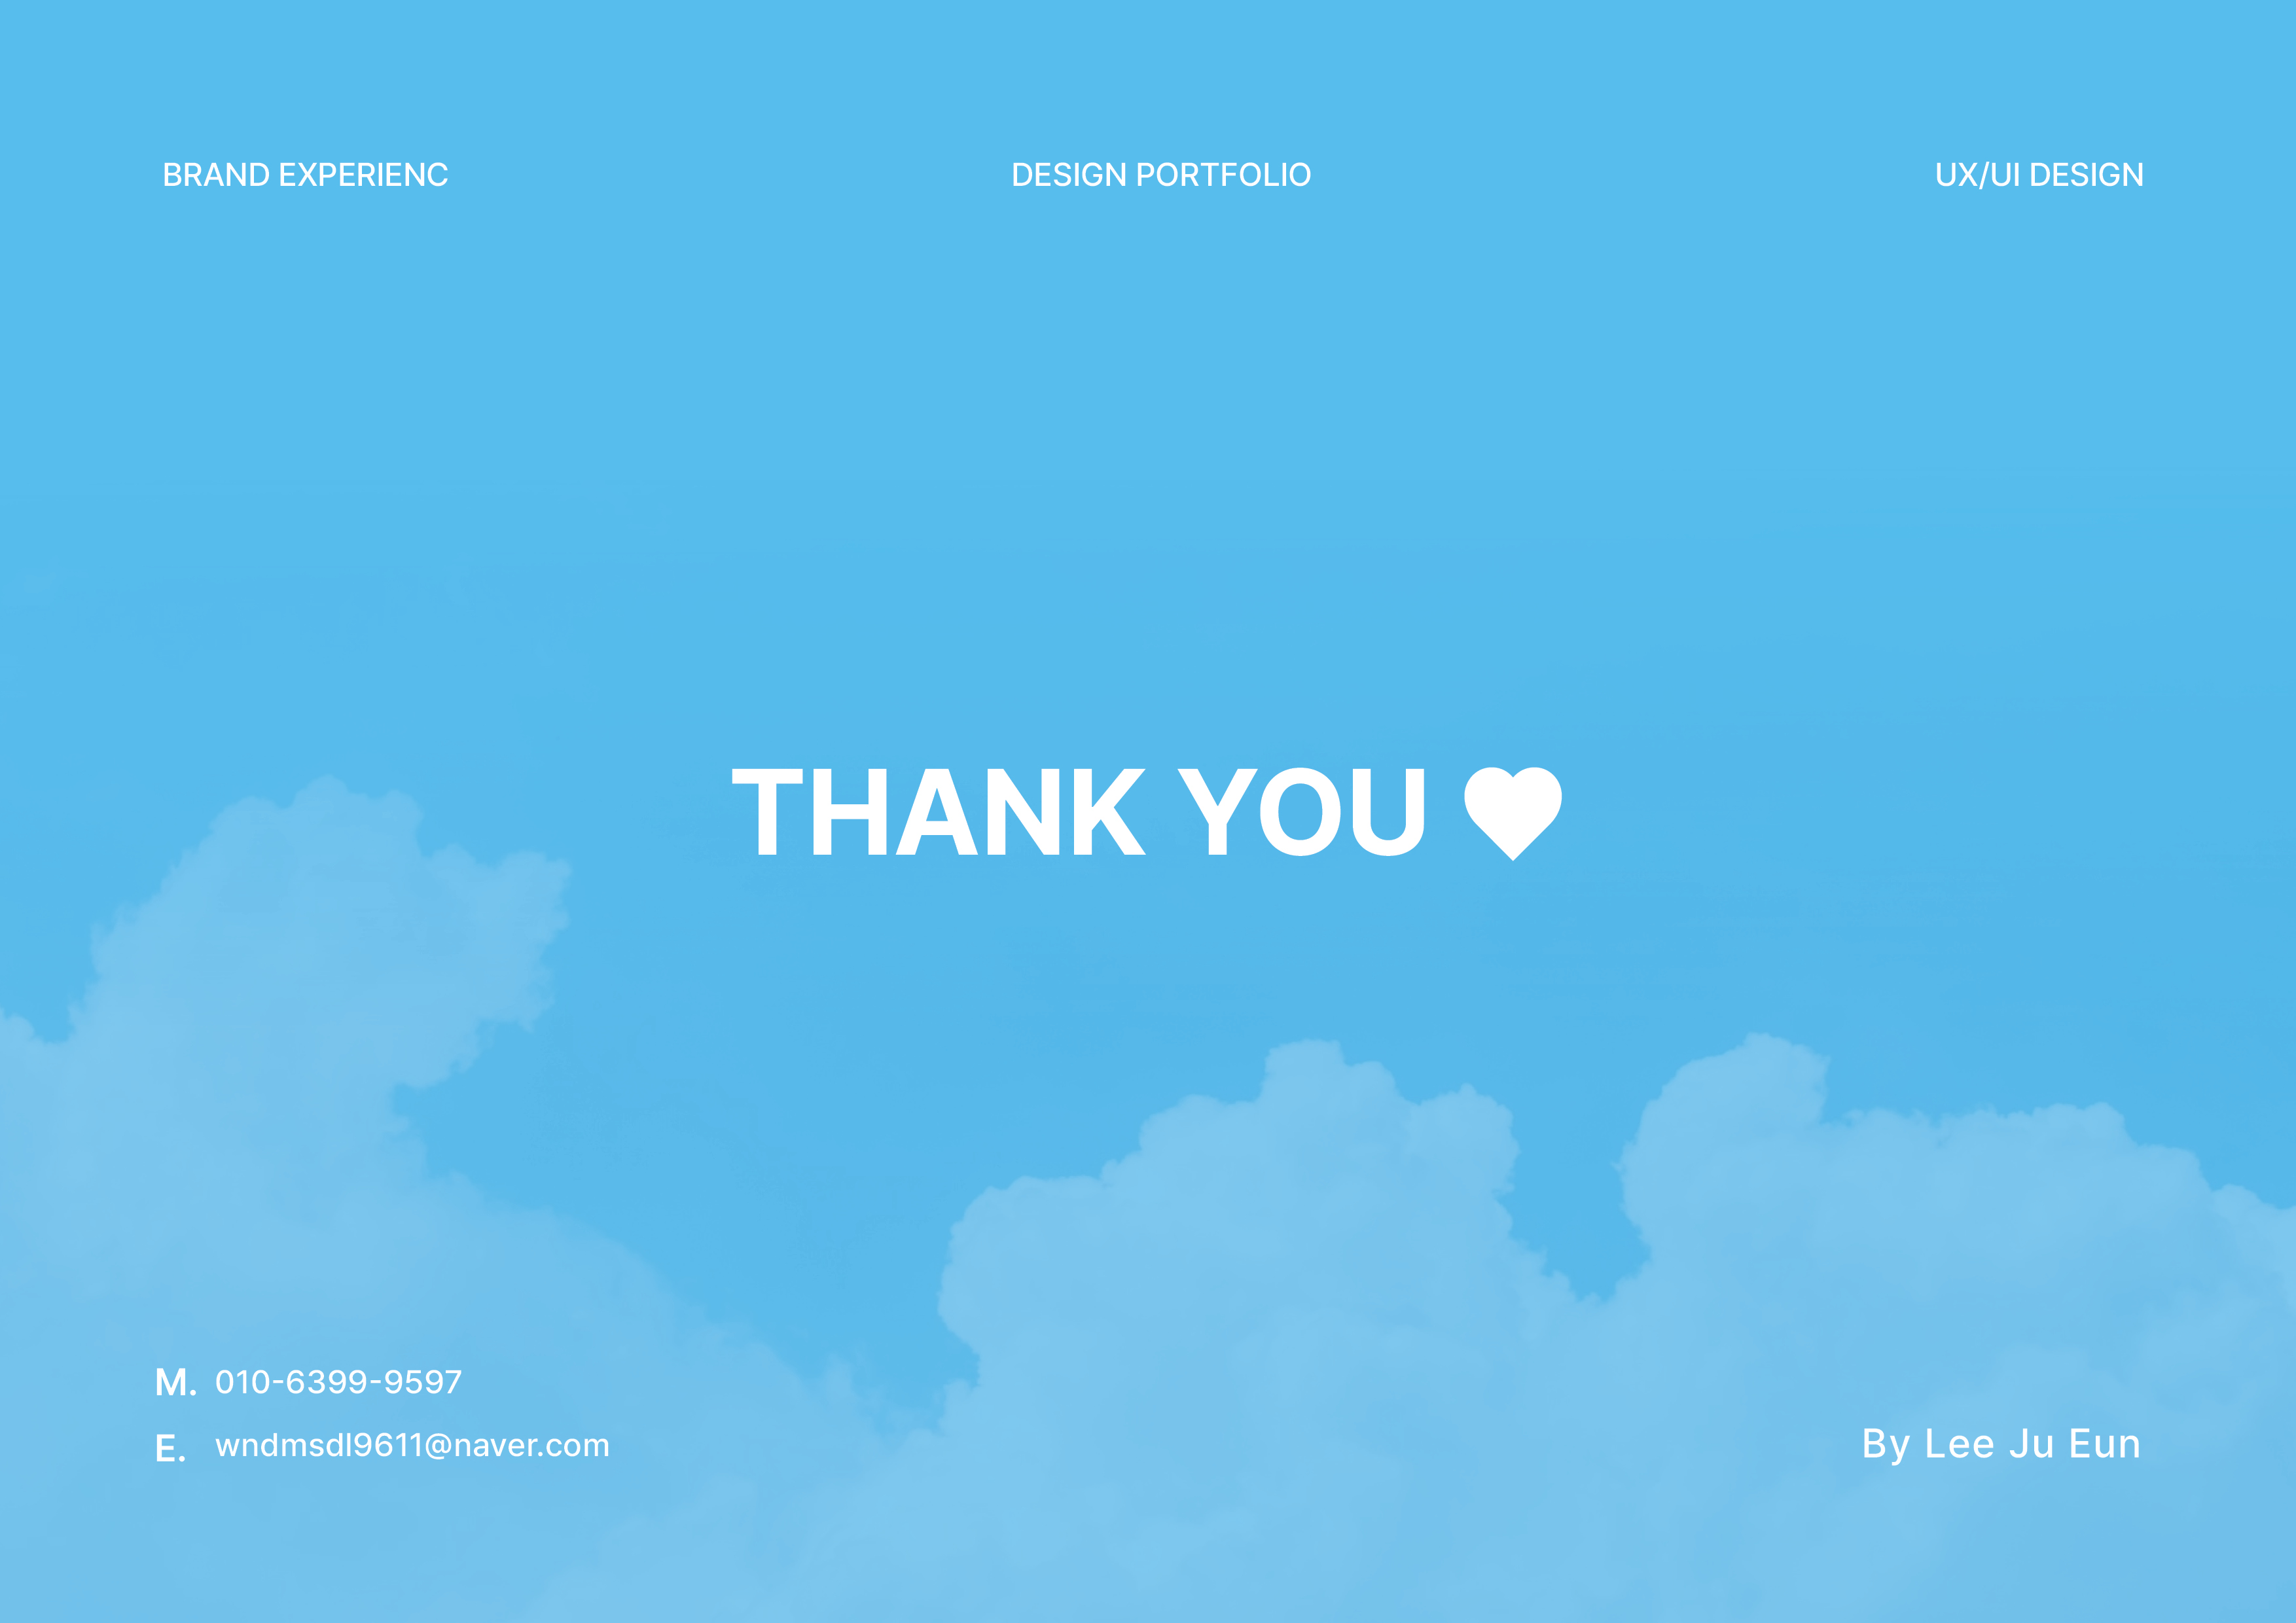 BRAND EXPERIENC
DESIGN PORTFOLIO
UX/UI DESIGN
THANK YOU ♥
M. 010-6399-9597
E. wndmsdl9611@naver.com
By Lee Ju Eun